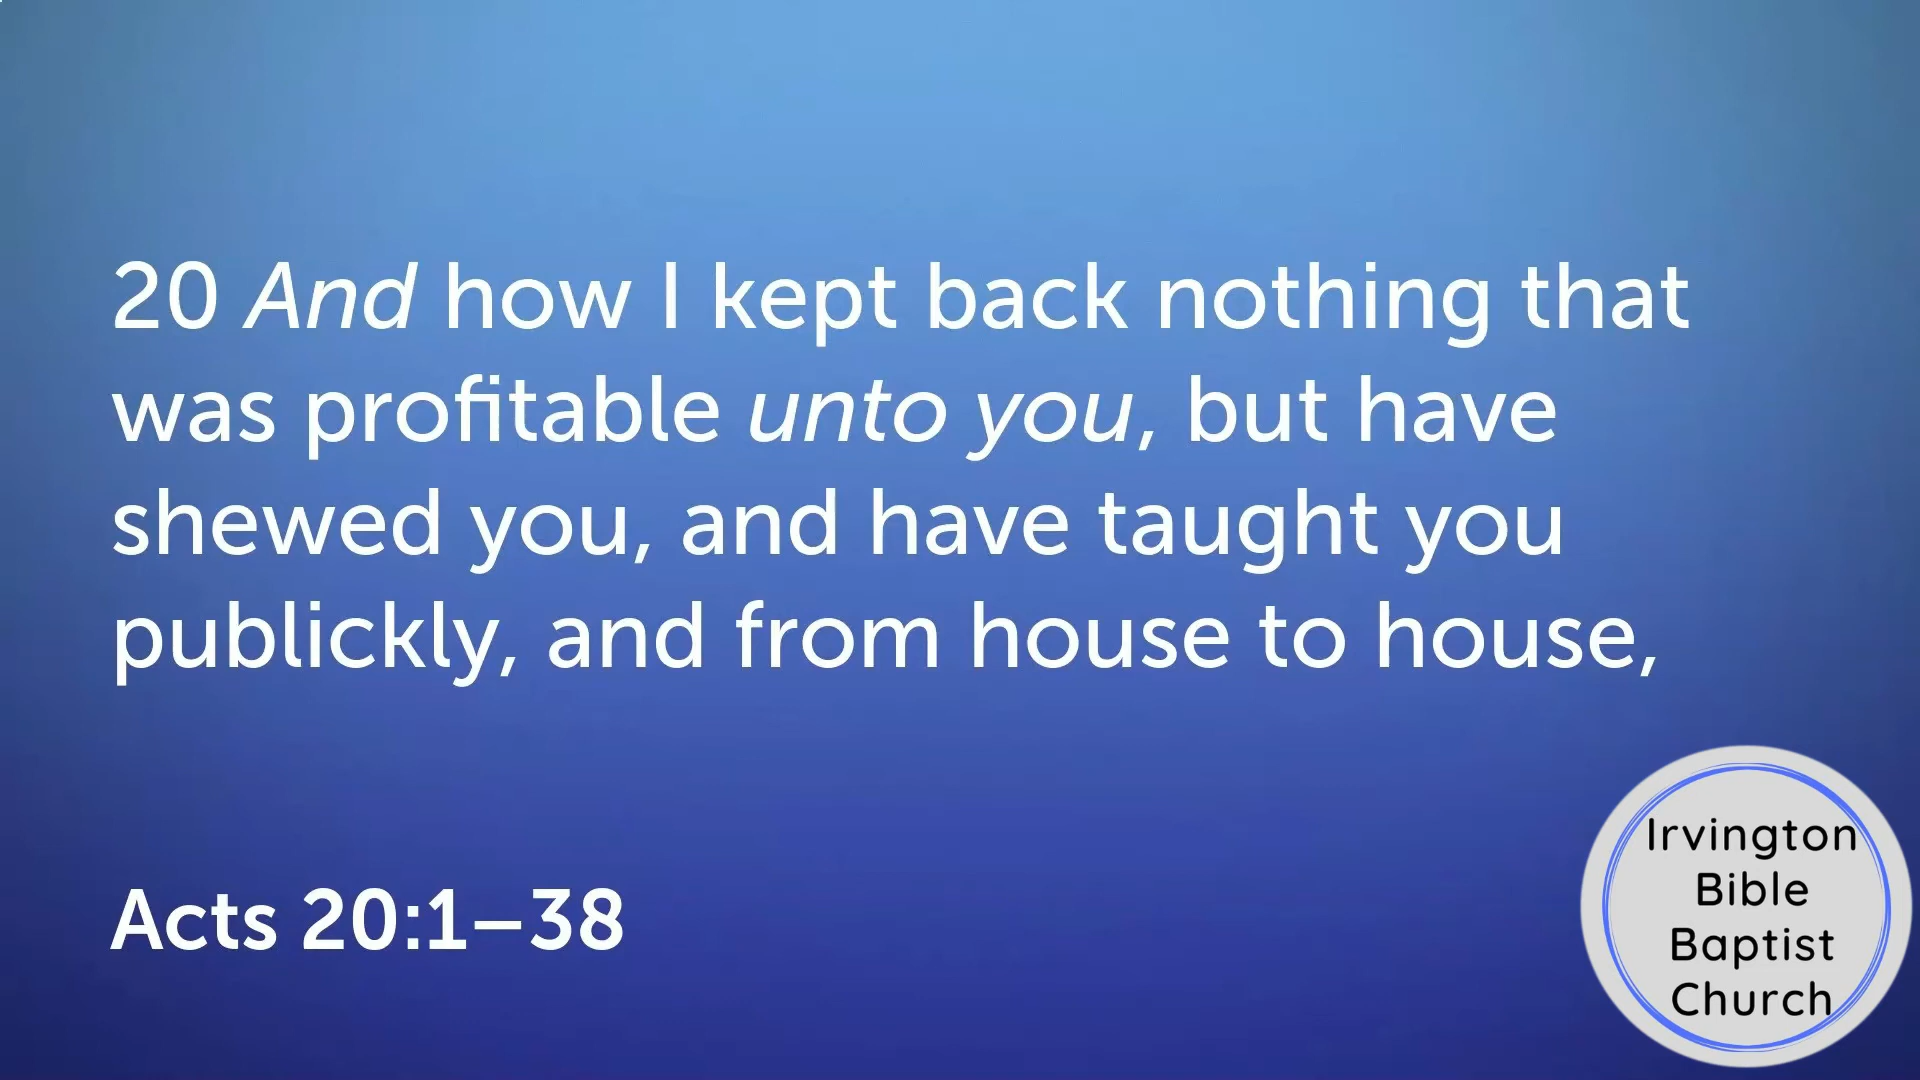 20 And how I kept back nothing that
was profitable unto you, but have
shewed you, and have taught you
publickly, and from house to house,
Acts 20:1–38
Irvington
Bible
Baptist
Church